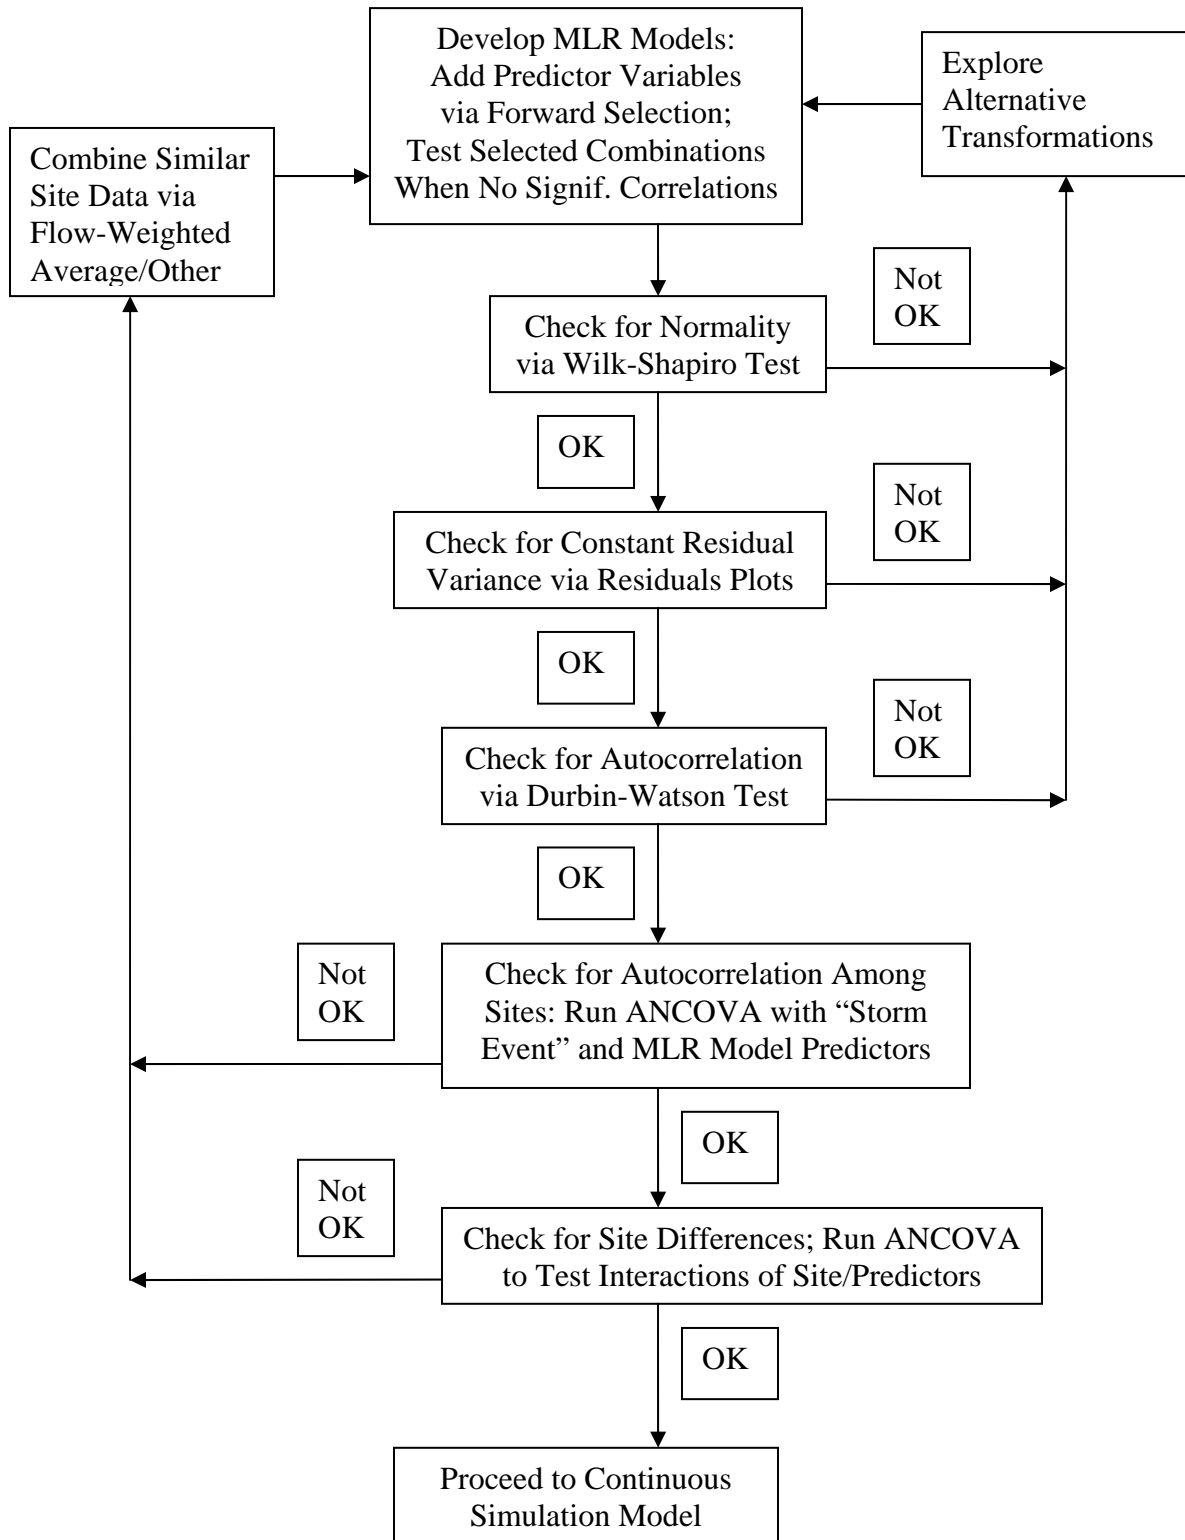 Develop MLR Models:
Add Predictor Variables
via Forward Selection;
Test Selected Combinations
When No Signif. Correlations
Explore
Alternative
Transformations
Combine Similar
Site Data via
Flow-Weighted
Average/Other
Not
OK
Check for Normality
via Wilk-Shapiro Test
OK
Not
OK
Check for Constant Residual
Variance via Residuals Plots
OK
Not
OK
Check for Autocorrelation
via Durbin-Watson Test
OK
Not
OK
Check for Autocorrelation Among
Sites: Run ANCOVA with “Storm
Event” and MLR Model Predictors
OK
Not
OK
Check for Site Differences; Run ANCOVA
to Test Interactions of Site/Predictors
OK
Proceed to Continuous
Simulation Model